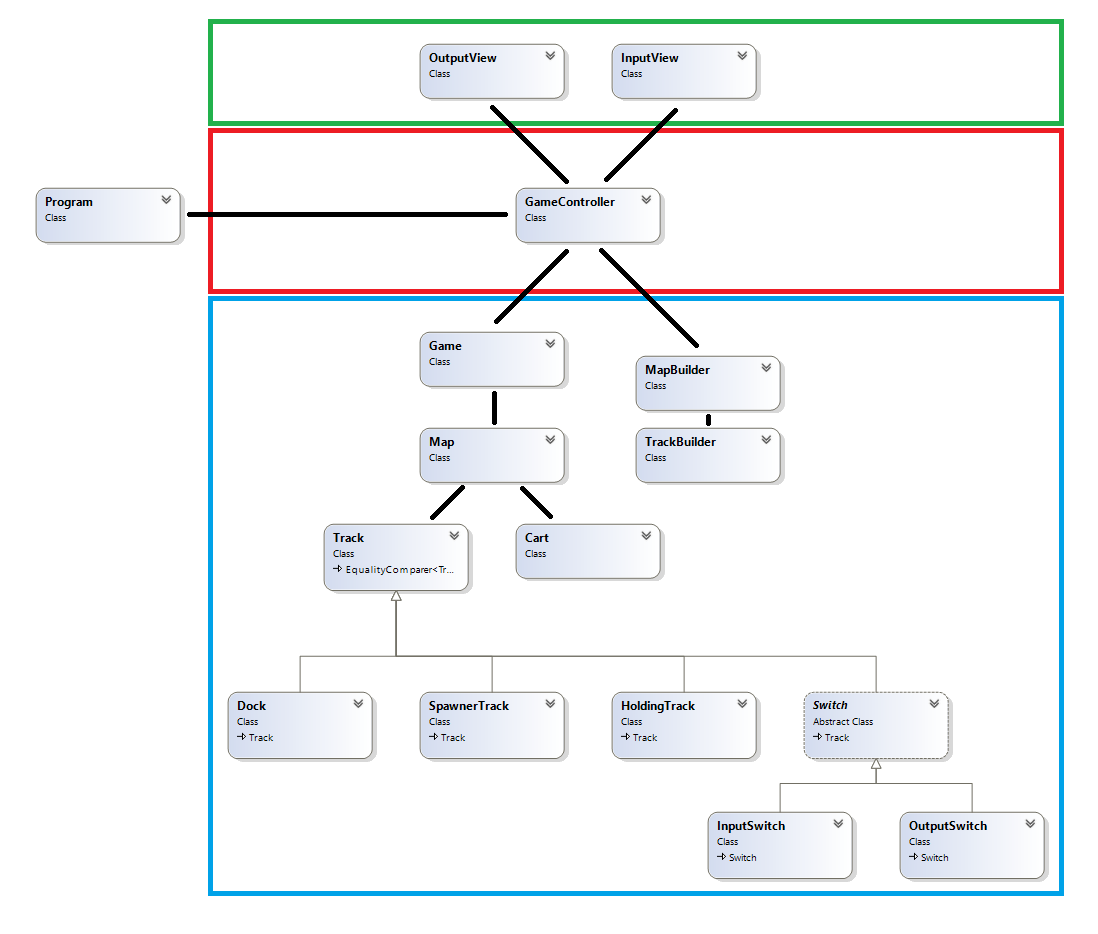 OutputView
Class
InputView
Class
Program
Class
GameController
Class
Game
Class
MapBuilder
Class
Map
Class
TrackBuilder
Class
Track
Class
EqualityComparer<Tr...
Cart
Class
Dock
Class
Track
SpawnerTrack
Class
Track
HoldingTrack
Class
Track
Switch
Abstract Class
Track
InputSwitch
Class
Switch
OutputSwitch
Class
Switch